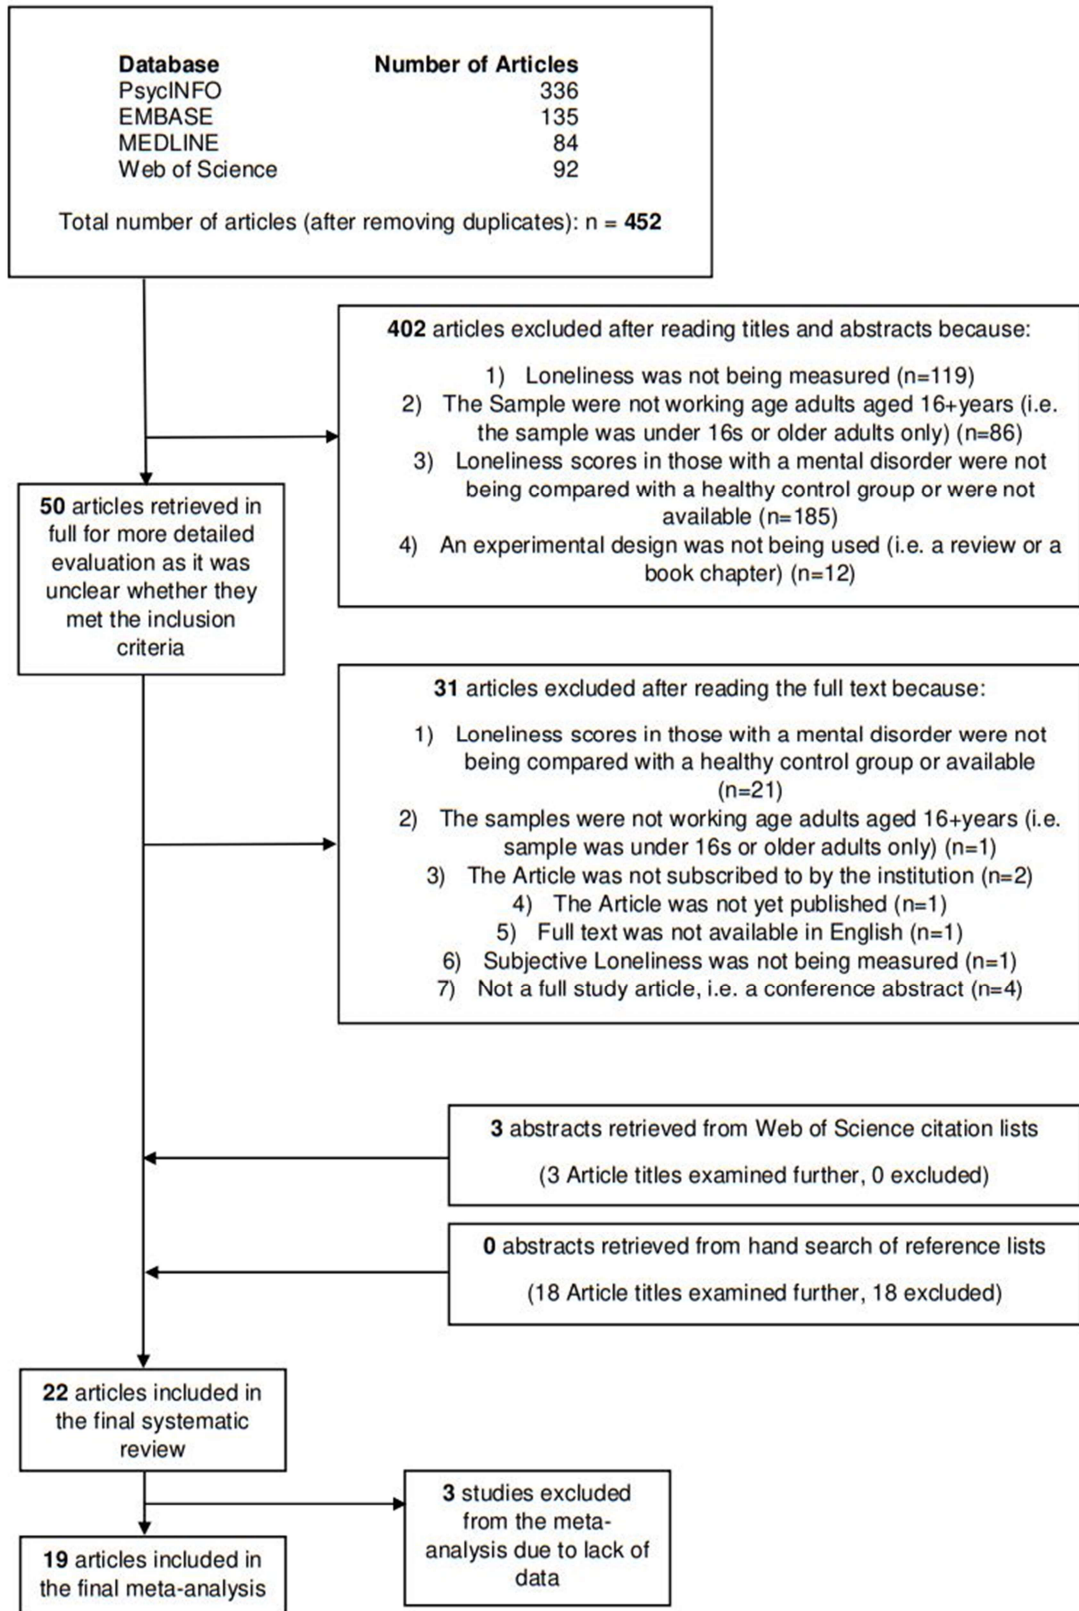 Database Number of Articles
PsycINFO 336
EMBASE 135
MEDLINE 84
Web of Science 92
Total number of articles (after removing duplicates): n = 452
402 articles excluded after reading titles and abstracts because:
1) Loneliness was not being measured (n=119)
2) The Sample were not working age adults aged 16+years (i.e.
the sample was under 16s or older adults only) (n=86)
3) Loneliness scores in those with a mental disorder were not
being compared with a healthy control group or were not
available (n=185)
4) An experimental design was not being used (i.e. a review or a
book chapter) (n=12)
50 articles retrieved in
full for more detailed
evaluation as it was
unclear whether they
met the inclusion
criteria
31 articles excluded after reading the full text because:
1) Loneliness scores in those with a mental disorder were not
being compared with a healthy control group or available
(n=21)
2) The samples were not working age adults aged 16+years (i.e.
sample was under 16s or older adults only) (n=1)
3) The Article was not subscribed to by the institution (n=2)
4) The Article was not yet published (n=1)
5) Full text was not available in English (n=1)
6) Subjective Loneliness was not being measured (n=1)
7) Not a full study article, i.e. a conference abstract (n=4)
3 abstracts retrieved from Web of Science citation lists
(3 Article titles examined further, 0 excluded)
0 abstracts retrieved from hand search of reference lists
(18 Article titles examined further, 18 excluded)
22 articles included in
the final systematic
review
3 studies excluded
from the meta-
analysis due to lack of
data
19 articles included in
the final meta-analysis